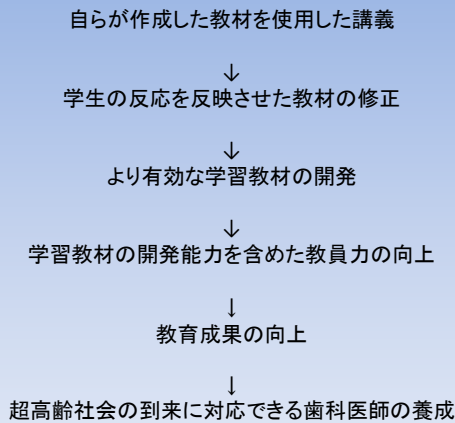 自らが作成した教材を使用した講義
↓
学生の反応を反映させた教材の修正
↓
より有効な学習教材の開発
↓
学習教材の開発能力を含めた教員力の向上
↓
教育成果の向上
↓
超高齢社会の到来に対応できる歯科医師の養成